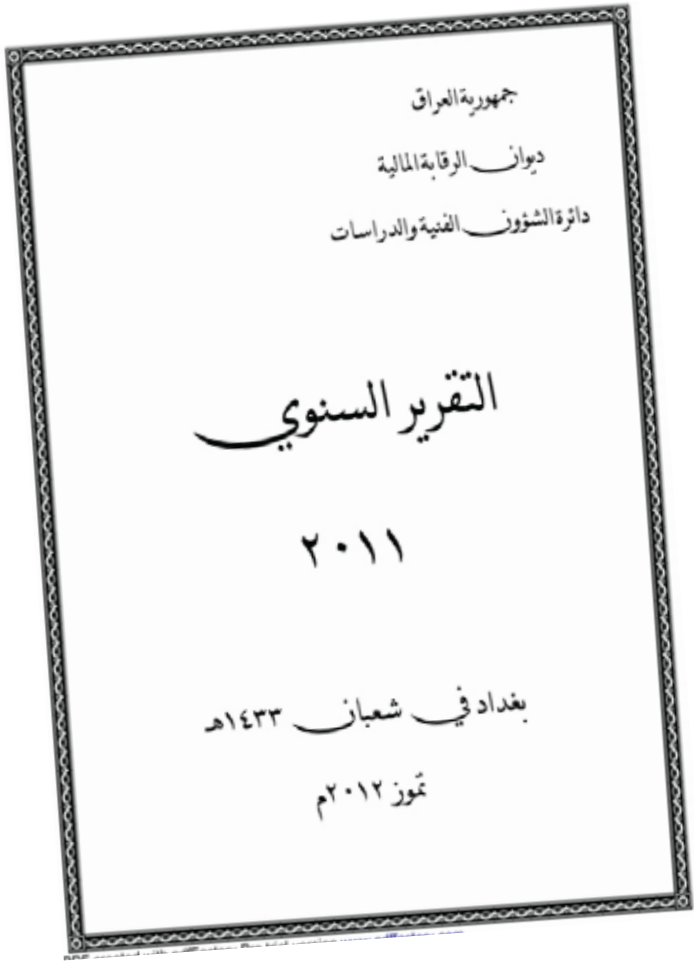 جمهورية العراق
ديوان الرقابة المالية
دائرة الشؤون الفنية والدراسات
التقرير السنوي
٢٠١١
بغداد في شعبان ١٤٣٣هـ
تموز ٢٠١٢م